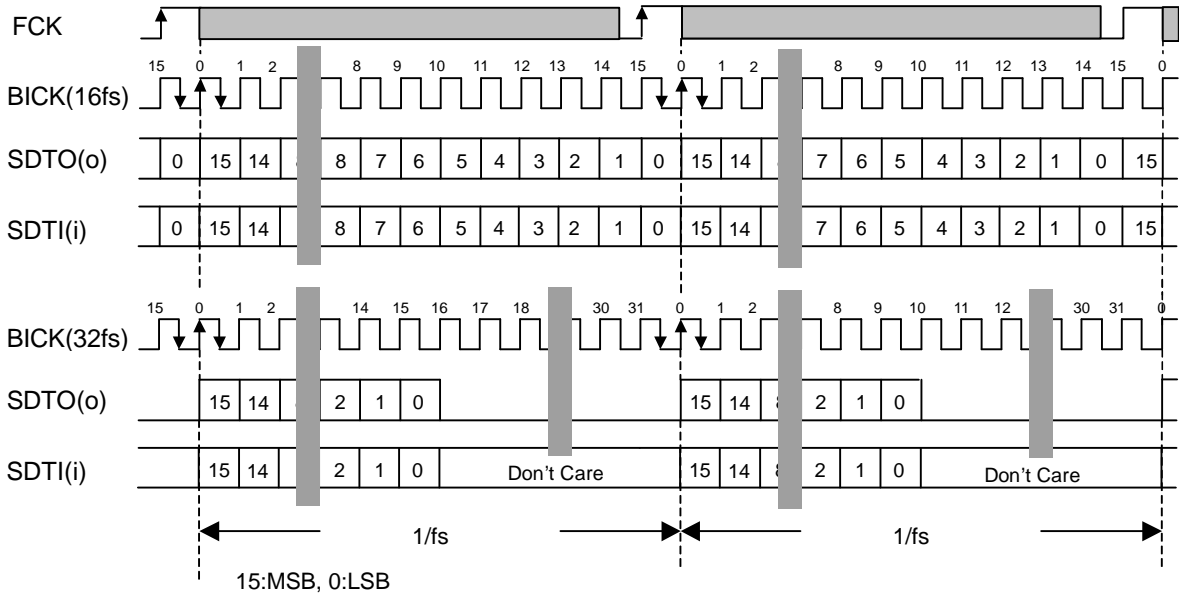 FCK
15 0 1 2 8 9 10 11 12 13 14 15 0 1 2 8 9 10 11 12 13 14 15 0
BICK(16fs)
SDTO(o) 0 15 14 8 7 6 5 4 3 2 1 0 15 14 7 6 5 4 3 2 1 0 15
SDTI(i) 0 15 14 8 7 6 5 4 3 2 1 0 15 14 7 6 5 4 3 2 1 0 15
15 0 1 2 14 15 16 17 18 30 31 0 1 2 8 9 10 11 12 30 31 0
BICK(32fs)
SDTO(o) 15 14 2 1 0 15 14 2 1 0
SDTI(i) 15 14 2 1 0 Don't Care 15 14 2 1 0 Don't Care
1/fs 1/fs
15:MSB, 0:LSB